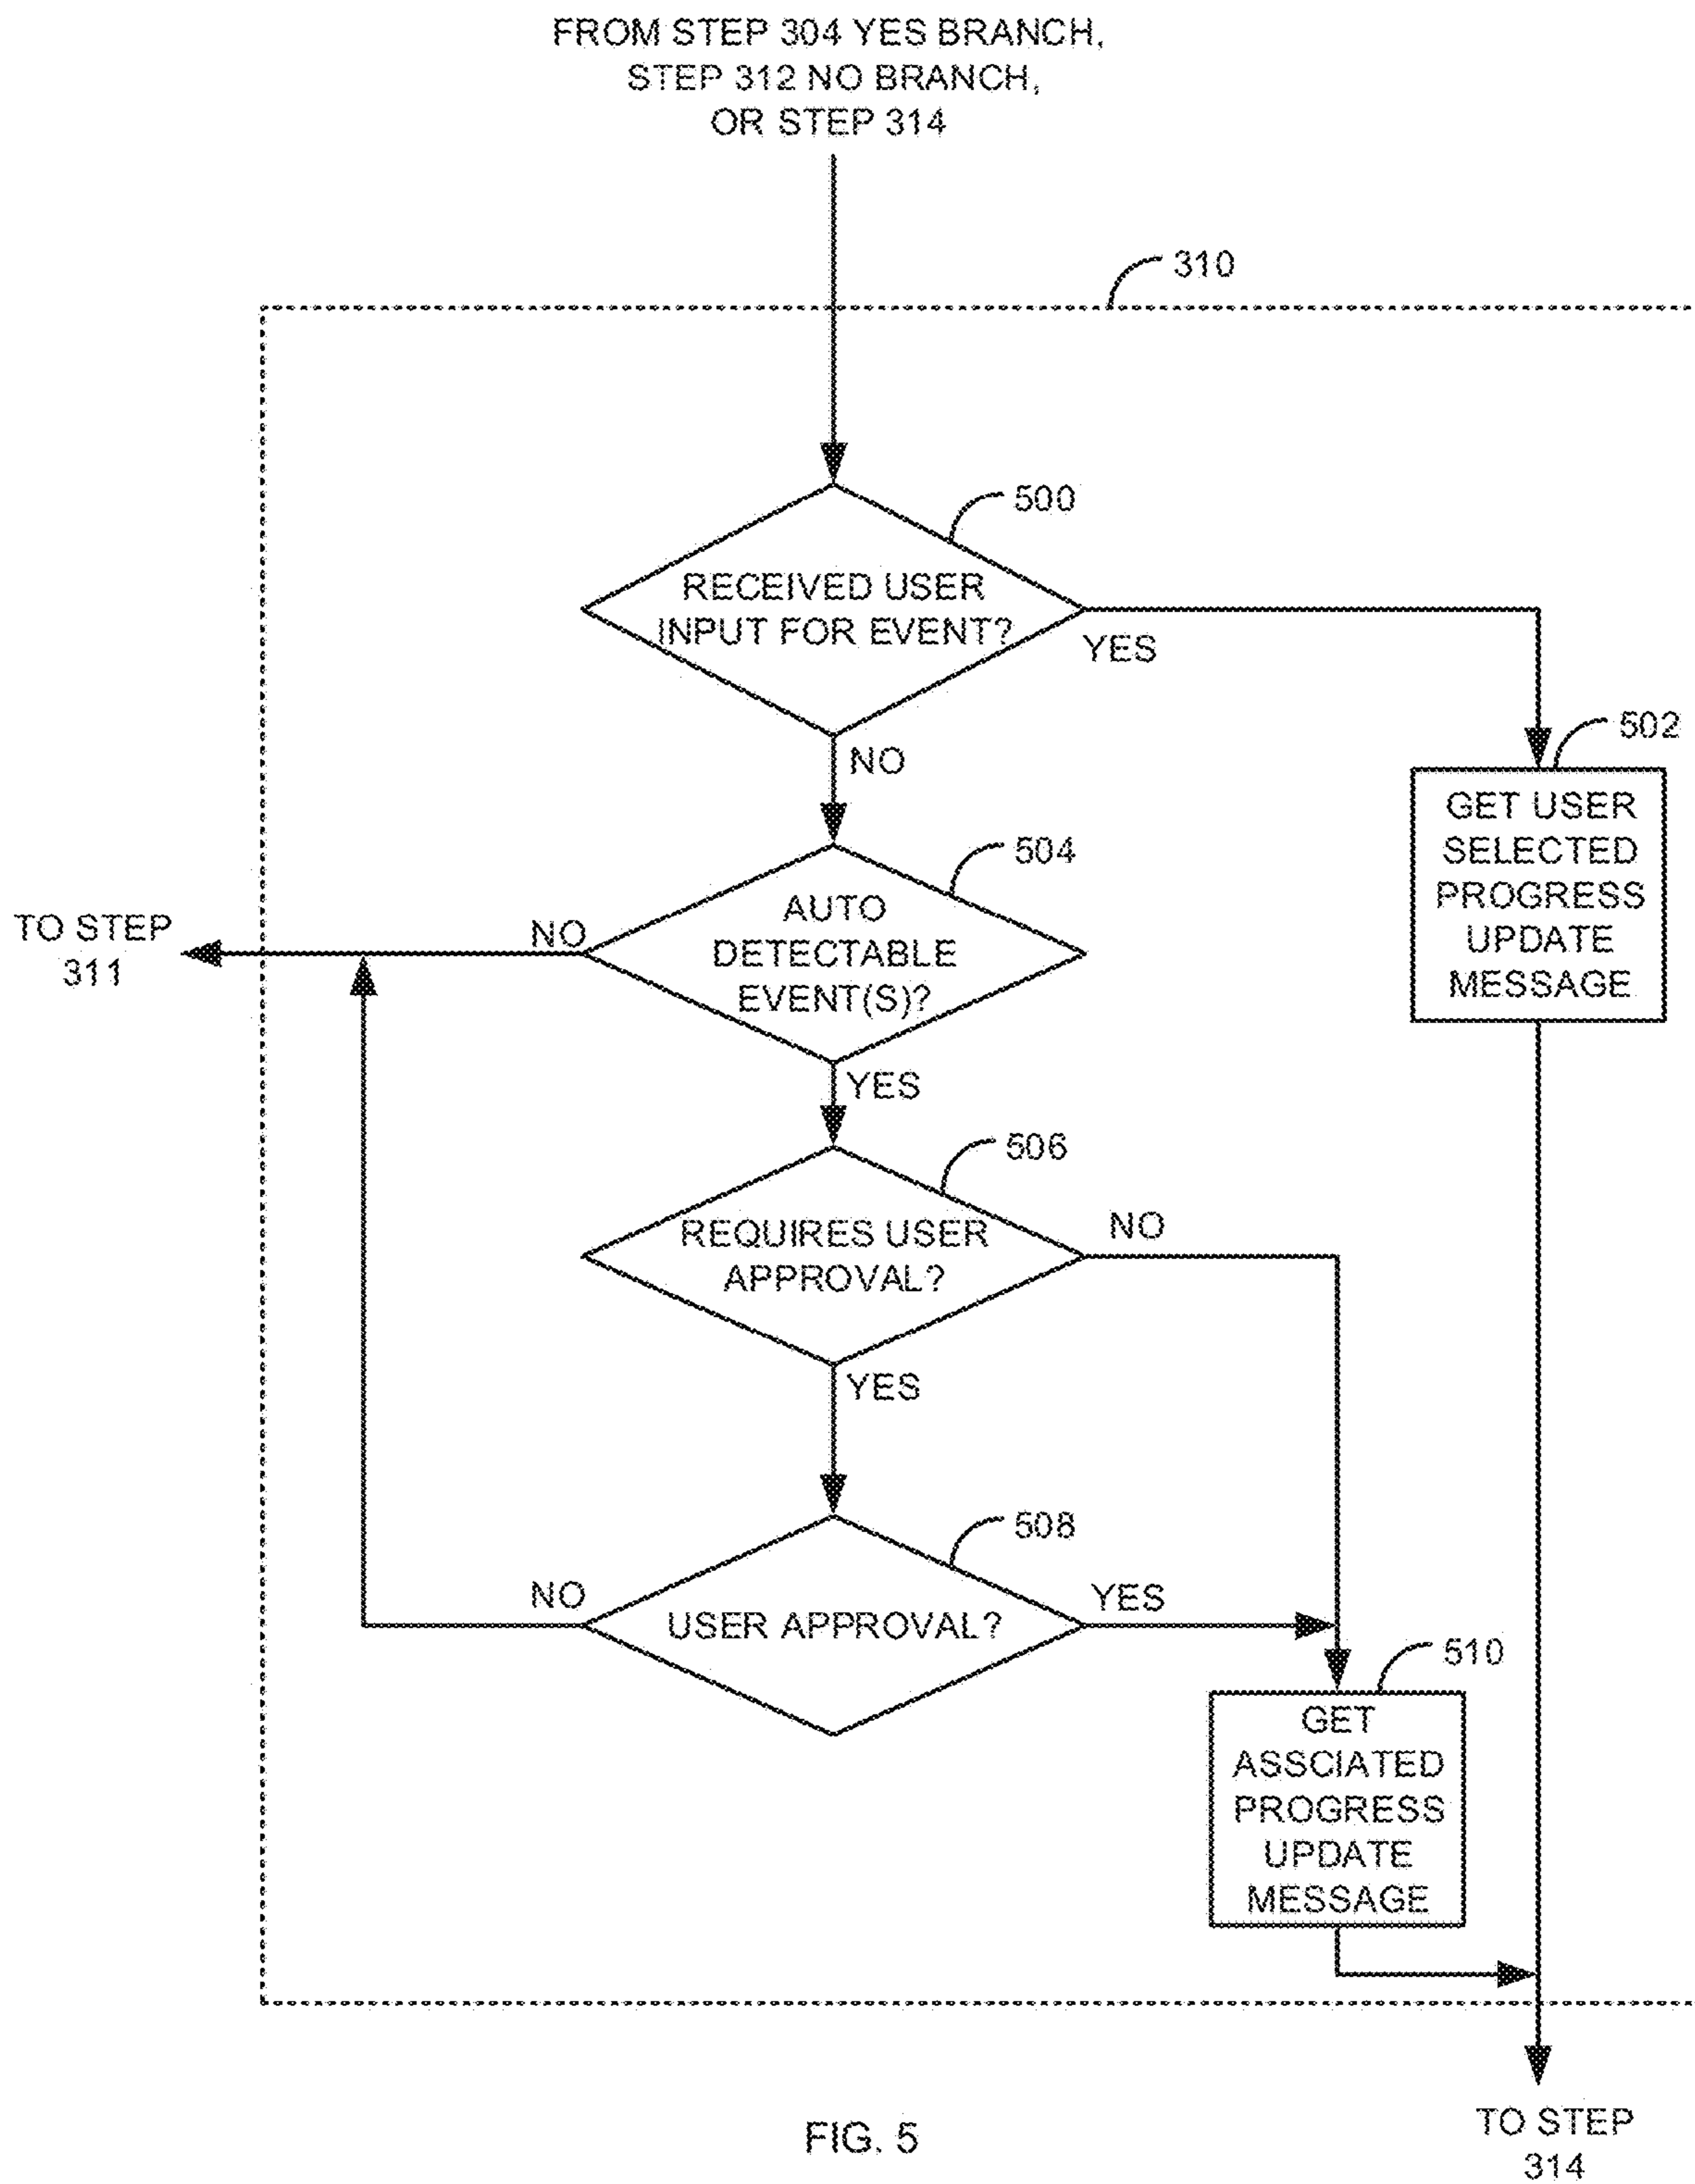 FROM STEP 304 YES BRANCH,
STEP 312 NO BRANCH,
OR STEP 314
310
500
RECEIVED USER
INPUT FOR EVENT?
YES
NO
502
GET USER
SELECTED
PROGRESS
UPDATE
MESSAGE
504
AUTO
DETECTABLE
EVENT(S)?
NO
TO STEP
311
YES
506
REQUIRES USER
APPROVAL?
NO
YES
508
USER APPROVAL?
NO
YES
510
GET
ASSCIATED
PROGRESS
UPDATE
MESSAGE
TO STEP
314
FIG. 5